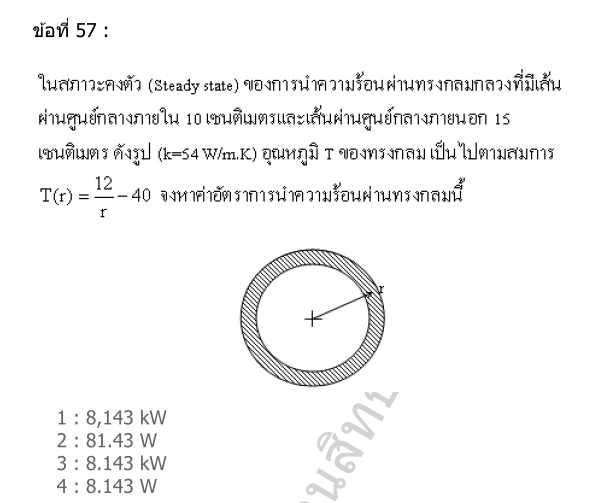 ข้อที่ 57 :
ในสภาวะคงตัว (Steady state) ของการนำความร้อนผ่านทรงกลมกลวงที่มีเส้น
ผ่านศูนย์กลางภายใน 10 เซนติเมตรและเส้นผ่านศูนย์กลางภายนอก 15
เซนติเมตร ดังรูป (k=54 W/m.K) อุณหภูมิ T ของทรงกลม เป็นไปตามสมการ
T(r) = 12/r − 40 จงหาค่าอัตราการนำความร้อนผ่านทรงกลมนี้
r
1 : 8,143 kW
2 : 81.43 W
3 : 8.143 kW
4 : 8.143 W